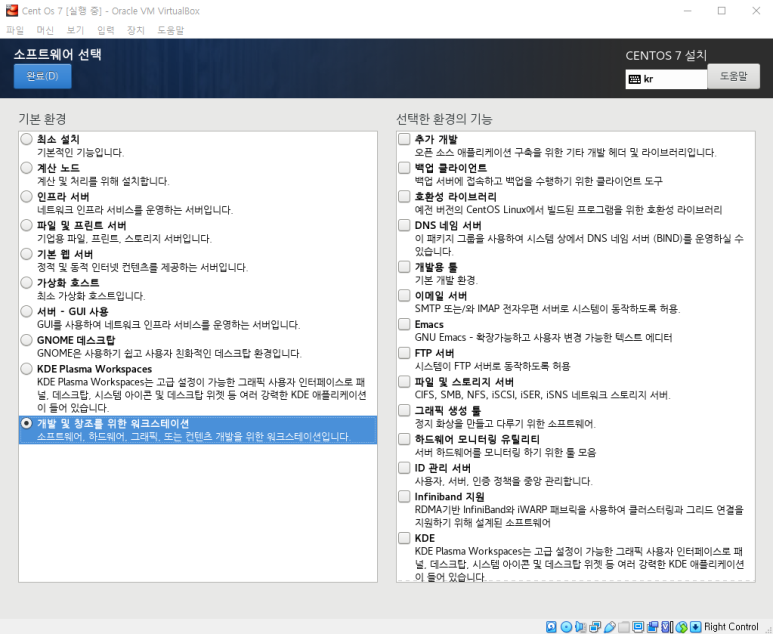 Cent Os 7 [실행 중] - Oracle VM VirtualBox
파일 머신 보기 입력 장치 도움말
소프트웨어 선택
완료(D)
CENTOS 7 설치
kr
도움말
기본 환경
최소 설치
기본적인 기능입니다.
계산 노드
계산 및 처리를 위해 설치합니다.
인프라 서버
네트워크 인프라 서비스를 운영하는 서버입니다.
파일 및 프린트 서버
기업용 파일, 프린트, 스토리지 서버입니다.
기본 웹 서버
정적 및 동적 인터넷 컨텐츠를 제공하는 서버입니다.
가상화 호스트
최소 가상화 호스트입니다.
서버 - GUI 사용
GUI를 사용하여 네트워크 인프라 서비스를 운영하는 서버입니다.
GNOME 데스크탑
GNOME은 사용하기 쉽고 사용자 친화적인 데스크탑 환경입니다.
KDE Plasma Workspaces
KDE Plasma Workspaces는 고급 설정이 가능한 그래픽 사용자 인터페이스로 패
널, 데스크탑, 시스템 아이콘 및 데스크탑 위젯 등 여러 강력한 KDE 애플리케이션
이 들어 있습니다.
개발 및 창조를 위한 워크스테이션
소프트웨어, 하드웨어, 그래픽, 또는 컨텐츠 개발을 위한 워크스테이션입니다.
선택한 환경의 기능
추가 개발
오픈 소스 애플리케이션 구축을 위한 기타 개발 헤더 및 라이브러리입니다.
백업 클라이언트
백업 서버에 접속하고 백업을 수행하기 위한 클라이언트 도구
호환성 라이브러리
예전 버전의 CentOS Linux에서 빌드된 프로그램을 위한 호환성 라이브러리
DNS 네임 서버
이 패키지 그룹을 사용하여 시스템 상에서 DNS 네임 서버 (BIND)를 운영하실 수
있습니다.
개발용 툴
기본 개발 환경.
이메일 서버
SMTP 또는/와 IMAP 전자우편 서버로 시스템이 동작하도록 허용.
Emacs
GNU Emacs - 확장가능하고 사용자 변경 가능한 텍스트 에디터
FTP 서버
시스템이 FTP 서버로 동작하도록 허용
파일 및 스토리지 서버
CIFS, SMB, NFS, iSCSI, iSER, iSNS 네트워크 스토리지 서버.
그래픽 생성 툴
정지 화상을 만들고 다루기 위한 소프트웨어.
하드웨어 모니터링 유틸리티
서버 하드웨어를 모니터링 하기 위한 툴 모음
ID 관리 서버
사용자, 서버, 인증 정책을 중앙 관리합니다.
Infiniband 지원
RDMA기반 InfiniBand와 iWARP 패브릭을 사용하여 클러스터링과 그리드 연결을
지원하기 위해 설계된 소프트웨어
KDE
KDE Plasma Workspaces는 고급 설정이 가능한 그래픽 사용자 인터페이스로 패
널, 데스크탑, 시스템 아이콘 및 데스크탑 위젯 등 여러 강력한 KDE 애플리케이션
이 들어 있습니다.
Right Control